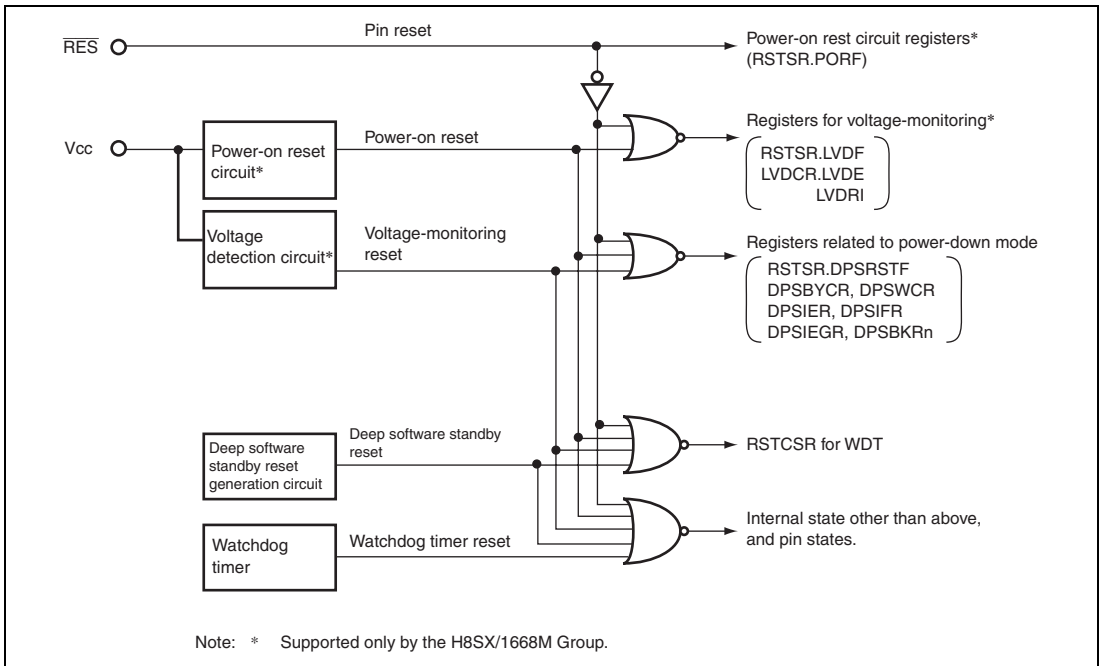 RES
Pin reset
Power-on rest circuit registers*
(RSTSR.PORF)
Vcc
Power-on reset
circuit*
Power-on reset
Registers for voltage-monitoring*
RSTSR.LVDF
LVDCR.LVDE
LVDRI
Voltage
detection circuit*
Voltage-monitoring
reset
Registers related to power-down mode
RSTSR.DPSRSTF
DPSBYCR, DPSWCR
DPSIER, DPSIFR
DPSIEGR, DPSBKRn
Deep software
standby reset
generation circuit
Deep software standby
reset
RSTCSR for WDT
Watchdog
timer
Watchdog timer reset
Internal state other than above,
and pin states.
Note: * Supported only by the H8SX/1668M Group.